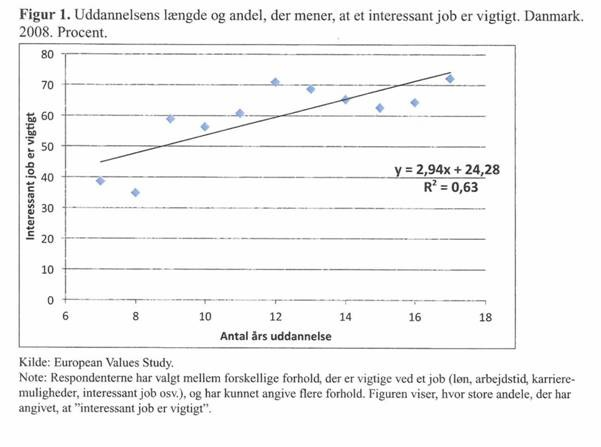 Figur 1. Uddannelsens længde og andel, der mener, at et interessant job er vigtigt. Danmark.
2008. Procent.
80
70
60
50
40
30
20
10
0
Interessant job er vigtigt
y = 2,94x + 24,28
R² = 0,63
6 8 10 12 14 16 18
Antal års uddannelse
Kilde: European Values Study.
Note: Respondenterne har valgt mellem forskellige forhold, der er vigtige ved et job (løn, arbejdstid, karriere-
muligheder, interessant job osv.), og har kunnet angive flere forhold. Figuren viser, hvor store andele, der har
angivet, at ”interessant job er vigtigt”.